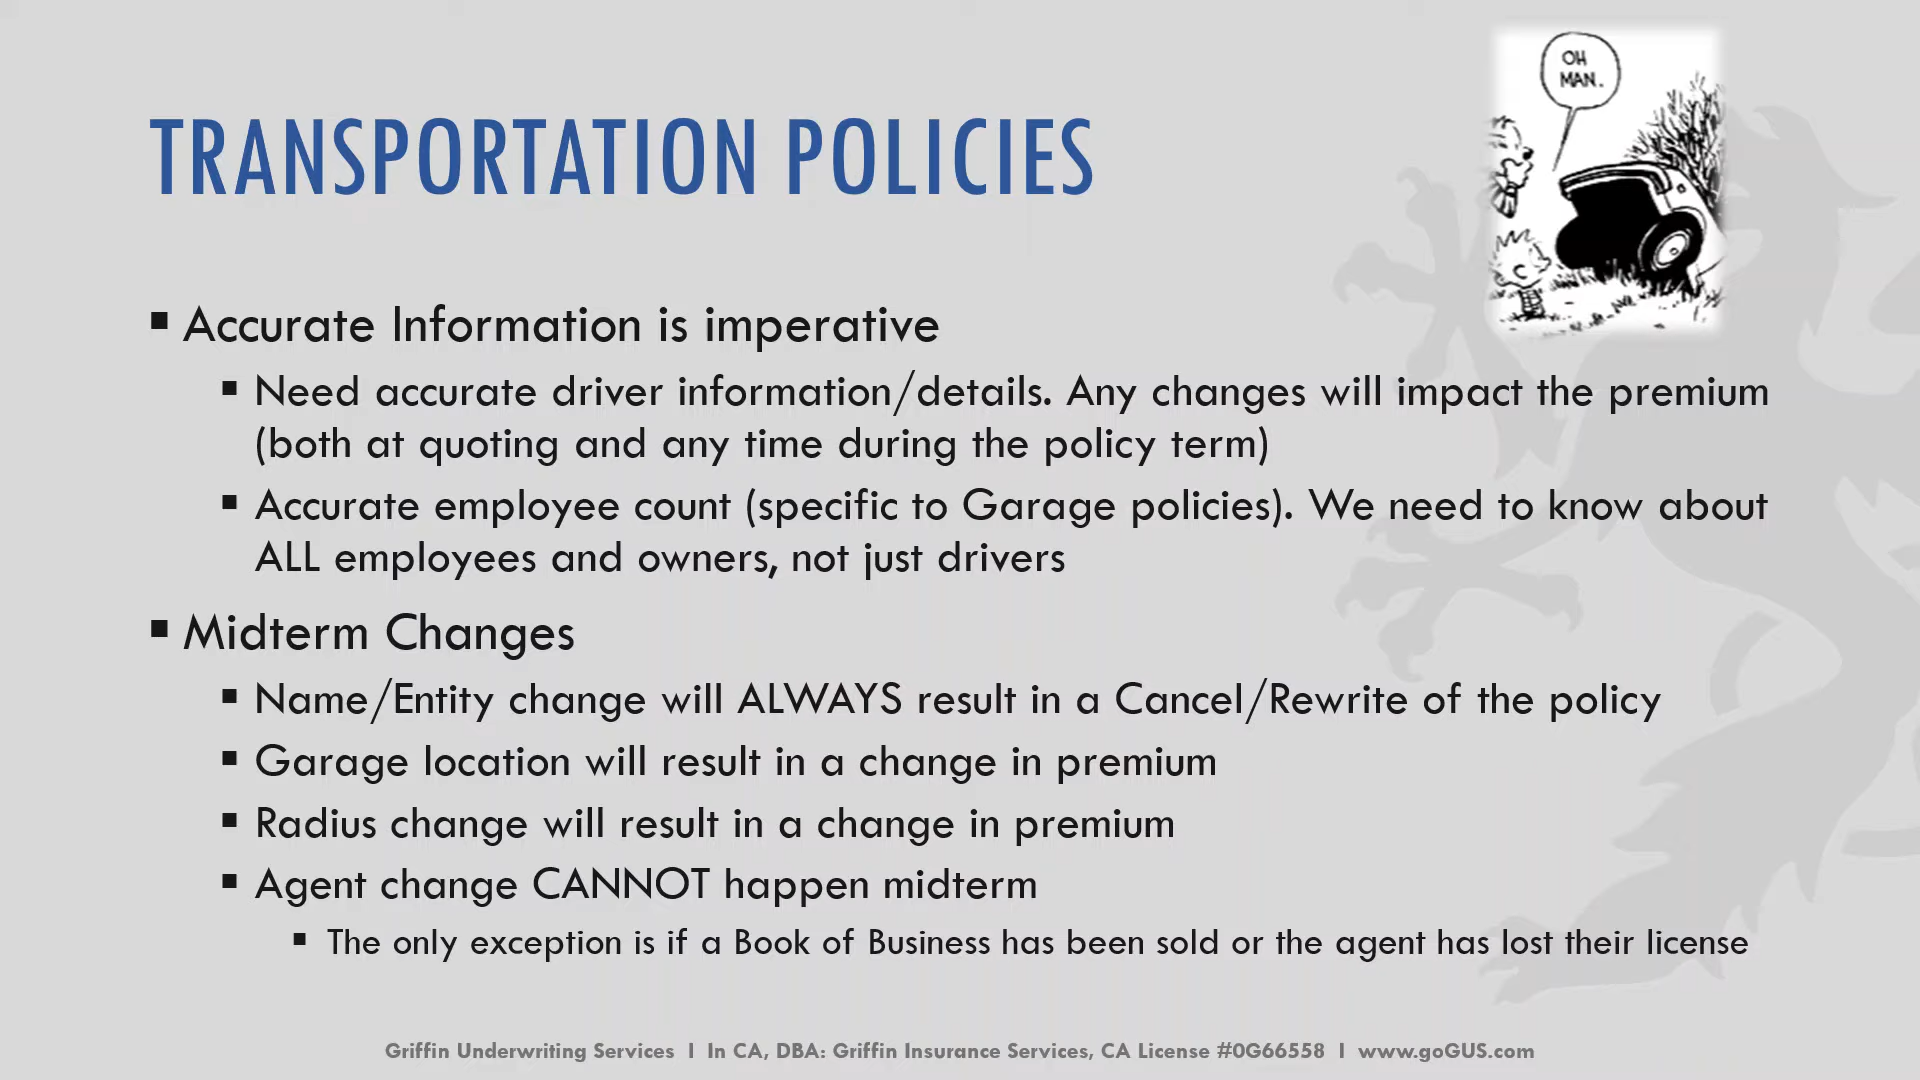 OH
MAN.
TRANSPORTATION POLICIES
▪ Accurate Information is imperative
▪ Need accurate driver information/details. Any changes will impact the premium
(both at quoting and any time during the policy term)
▪ Accurate employee count (specific to Garage policies). We need to know about
ALL employees and owners, not just drivers
▪ Midterm Changes
▪ Name/Entity change will ALWAYS result in a Cancel/Rewrite of the policy
▪ Garage location will result in a change in premium
▪ Radius change will result in a change in premium
▪ Agent change CANNOT happen midterm
▪ The only exception is if a Book of Business has been sold or the agent has lost their license
Griffin Underwriting Services I In CA, DBA: Griffin Insurance Services, CA License #0G66558 I www.goGUS.com